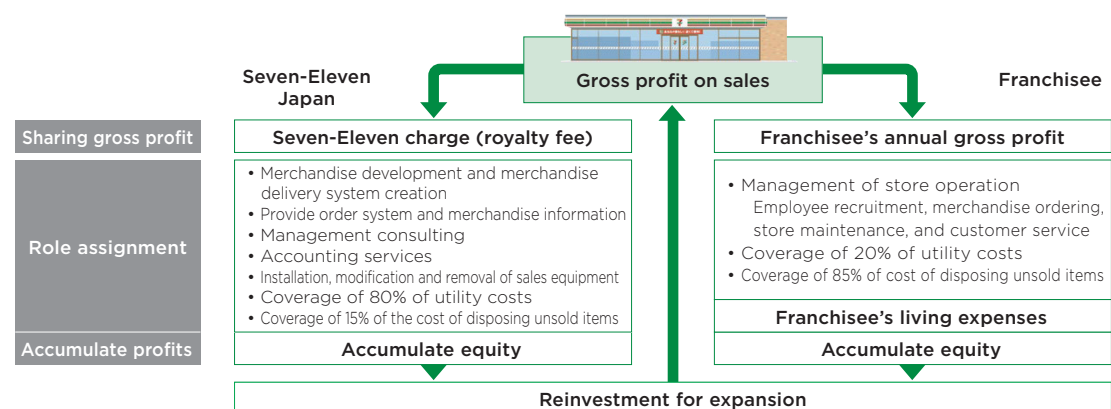 Gross profit on sales
Seven-Eleven
Japan
Franchisee
Sharing gross profit
Seven-Eleven charge (royalty fee)
Franchisee's annual gross profit
Role assignment
• Merchandise development and merchandise
delivery system creation
• Provide order system and merchandise information
• Management consulting
• Accounting services
• Installation, modification and removal of sales equipment
• Coverage of 80% of utility costs
• Coverage of 15% of the cost of disposing unsold items
• Management of store operation
Employee recruitment, merchandise ordering,
store maintenance, and customer service
• Coverage of 20% of utility costs
• Coverage of 85% of cost of disposing unsold items
Franchisee's living expenses
Accumulate profits
Accumulate equity
Accumulate equity
Reinvestment for expansion